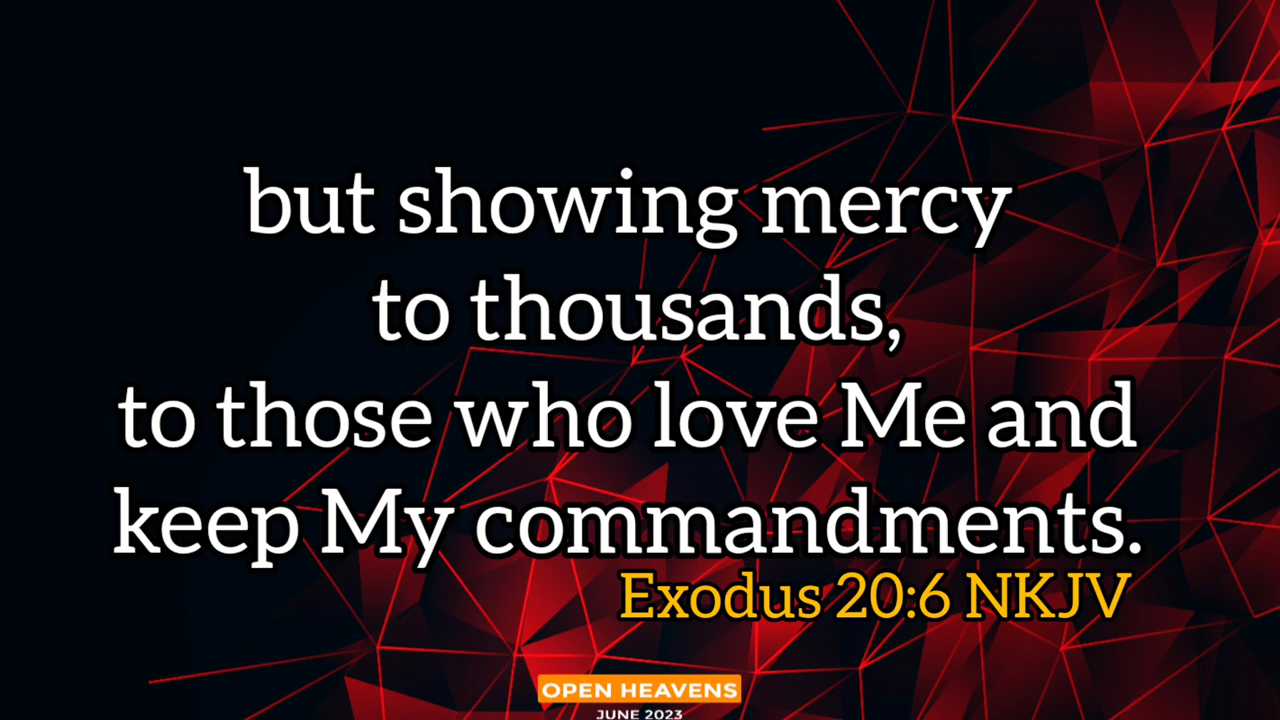 but showing mercy
to thousands,
to those who love Me and
keep My commandments.
Exodus 20:6 NKJV
OPEN HEAVENS
JUNE 2023